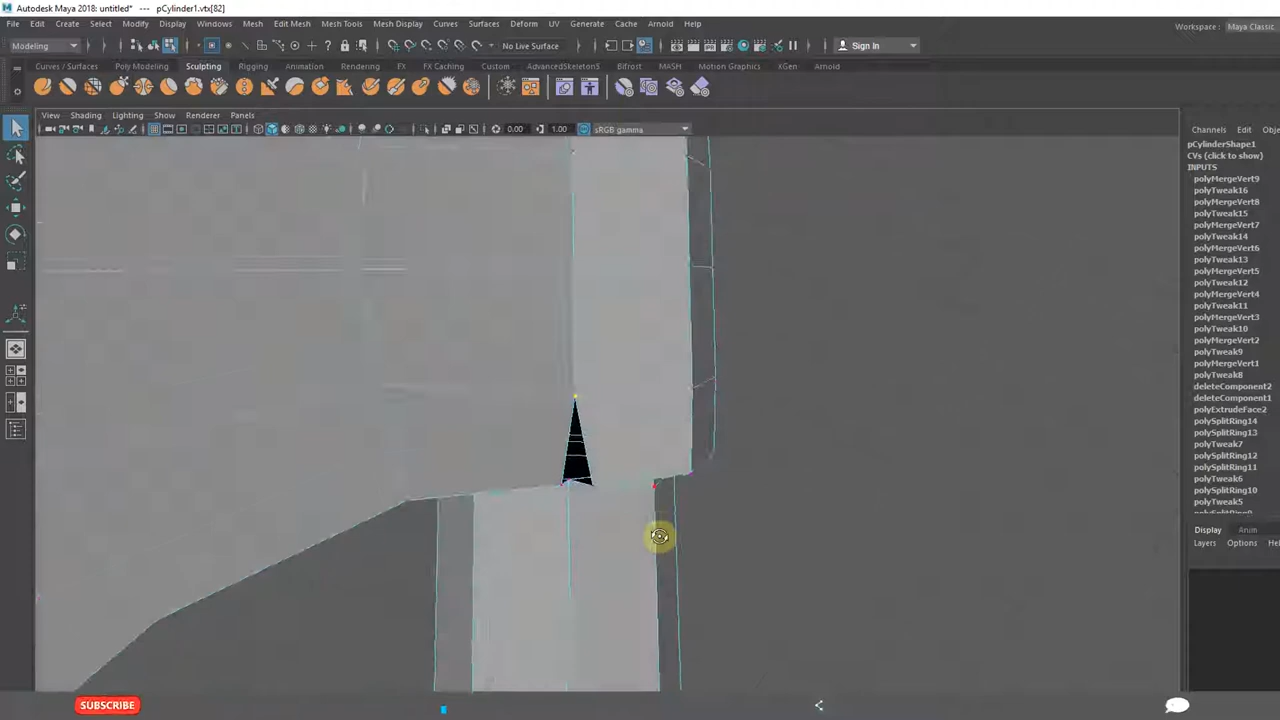 Autodesk Maya 2018: untitled* --- pCylinder1.vtx[82]
File Edit Create Select Modify Display Windows Mesh Edit Mesh Mesh Tools Mesh Display Curves Surfaces Deform UV Generate Cache Arnold Help
Workspace : Maya Classic
Modeling No Live Surface Sign In
Curves / Surfaces Poly Modeling Sculpting Rigging Animation Rendering FX FX Caching Custom AdvancedSkeleton5 Bifrost MASH Motion Graphics XGen Arnold
View Shading Lighting Show Renderer Panels
0.00 1.00 sRGB gamma
Channels Edit Obje
pCylinderShape1
CVs (click to show)
INPUTS
polyMergeVert9
polyTweak16
polyMergeVert8
polyTweak15
polyMergeVert7
polyTweak14
polyMergeVert6
polyTweak13
polyMergeVert5
polyTweak12
polyMergeVert4
polyTweak11
polyMergeVert3
polyTweak10
polyMergeVert2
polyTweak9
polyMergeVert1
polyTweak8
deleteComponent2
deleteComponent1
polyExtrudeFace2
polySplitRing14
polySplitRing13
polyTweak7
polySplitRing12
polySplitRing11
polyTweak6
polySplitRing10
polyTweak5
Display Anim
Layers Options Hel
SUBSCRIBE